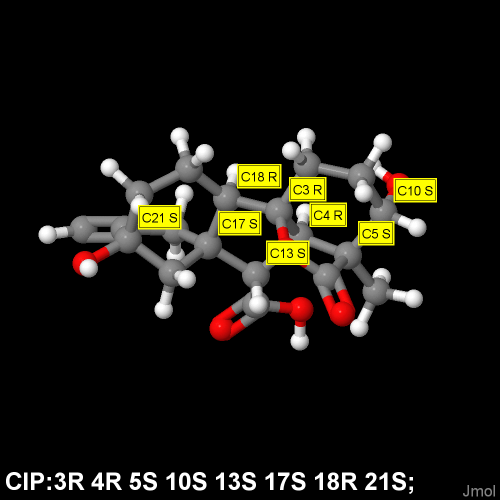 C18 R
C3 R
C10 S
C21 S
C17 S
C4 R
C5 S
C13 S
CIP:3R 4R 5S 10S 13S 17S 18R 21S;
Jmol